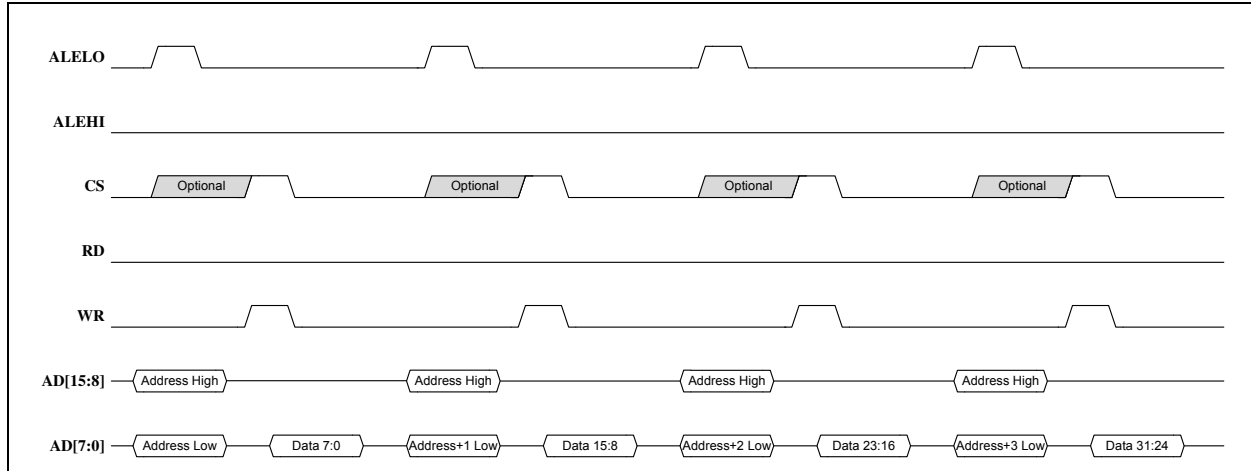 ALELO
ALEHI
CS Optional Optional Optional Optional
RD
WR
AD[15:8] Address High Address High Address High Address High
AD[7:0] Address Low Data 7:0 Address+1 Low Data 15:8 Address+2 Low Data 23:16 Address+3 Low Data 31:24